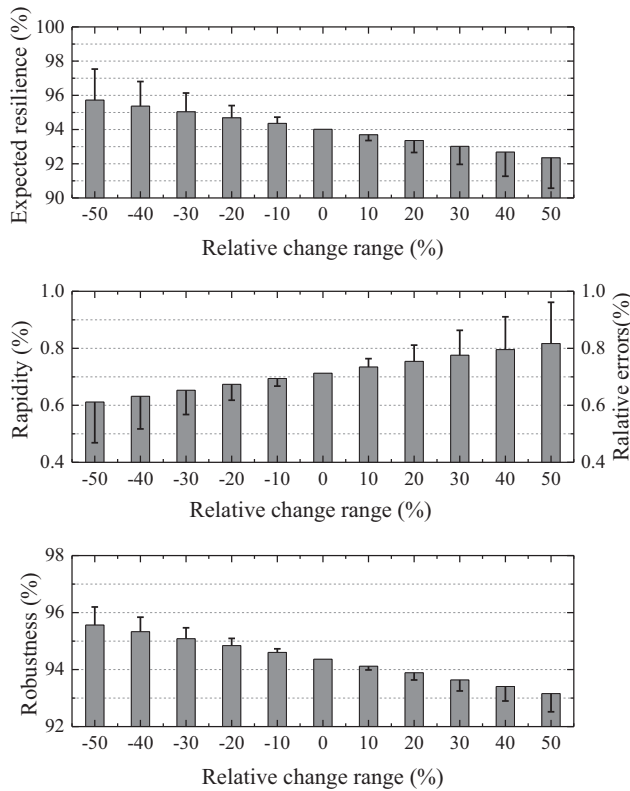 Expected resilience (%)
100
98
96
94
92
90
-50 -40 -30 -20 -10 0 10 20 30 40 50
Relative change range (%)
Rapidity (%)
1.0
0.8
0.6
0.4
1.0
0.8
0.6
0.4
Ralative errors(%)
-50 -40 -30 -20 -10 0 10 20 30 40 50
Relative change range (%)
Robustness (%)
98
96
94
92
-50 -40 -30 -20 -10 0 10 20 30 40 50
Relative change range (%)